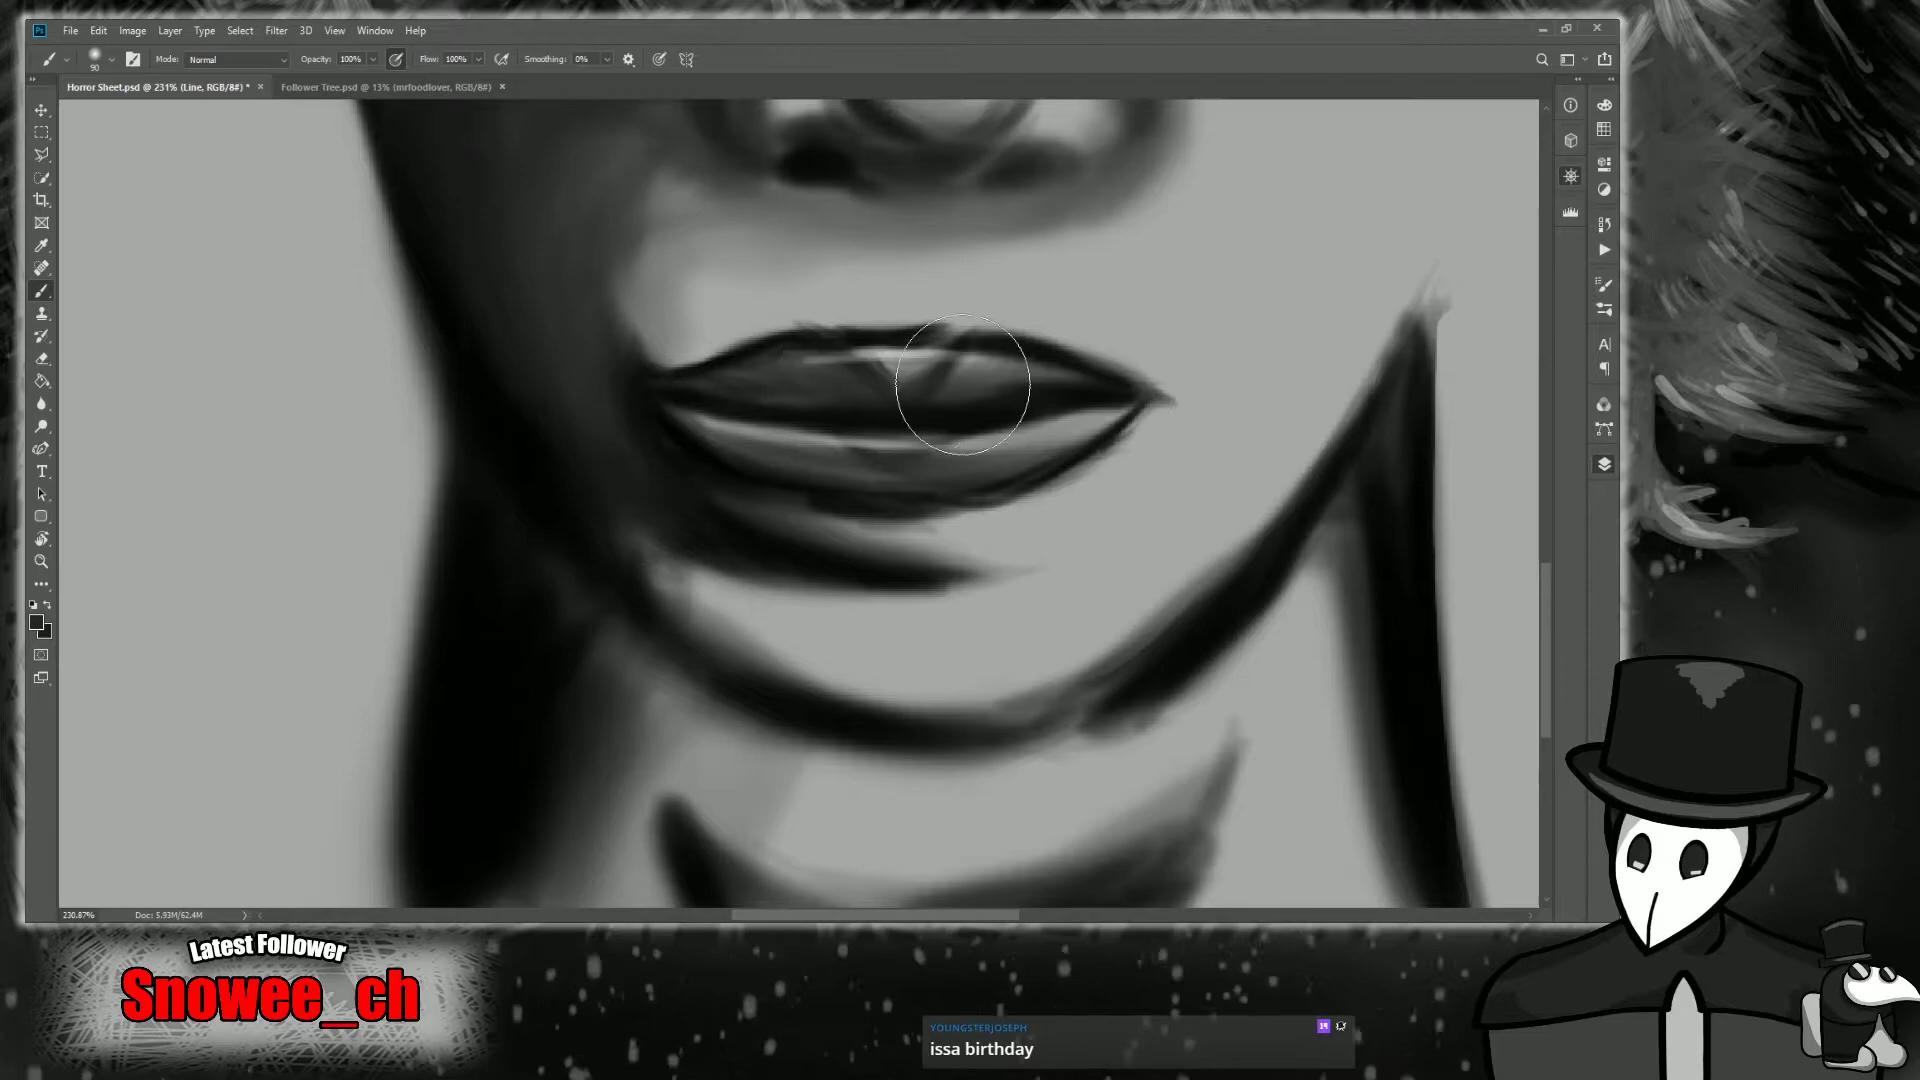 Ps File Edit Image Layer Type Select Filter 3D View Window Help
90 Mode: Normal Opacity: 100% Flow: 100% Smoothing: 0%
Horror Sheet.psd @ 231% (Line, RGB/8#) * × Follower Tree.psd @ 13% (mrfoodlover, RGB/8#) ×
230.87% Doc: 5.93M/62.4M
Latest Follower
Snowee_ch
YOUNGSTERJOSEPH
issa birthday